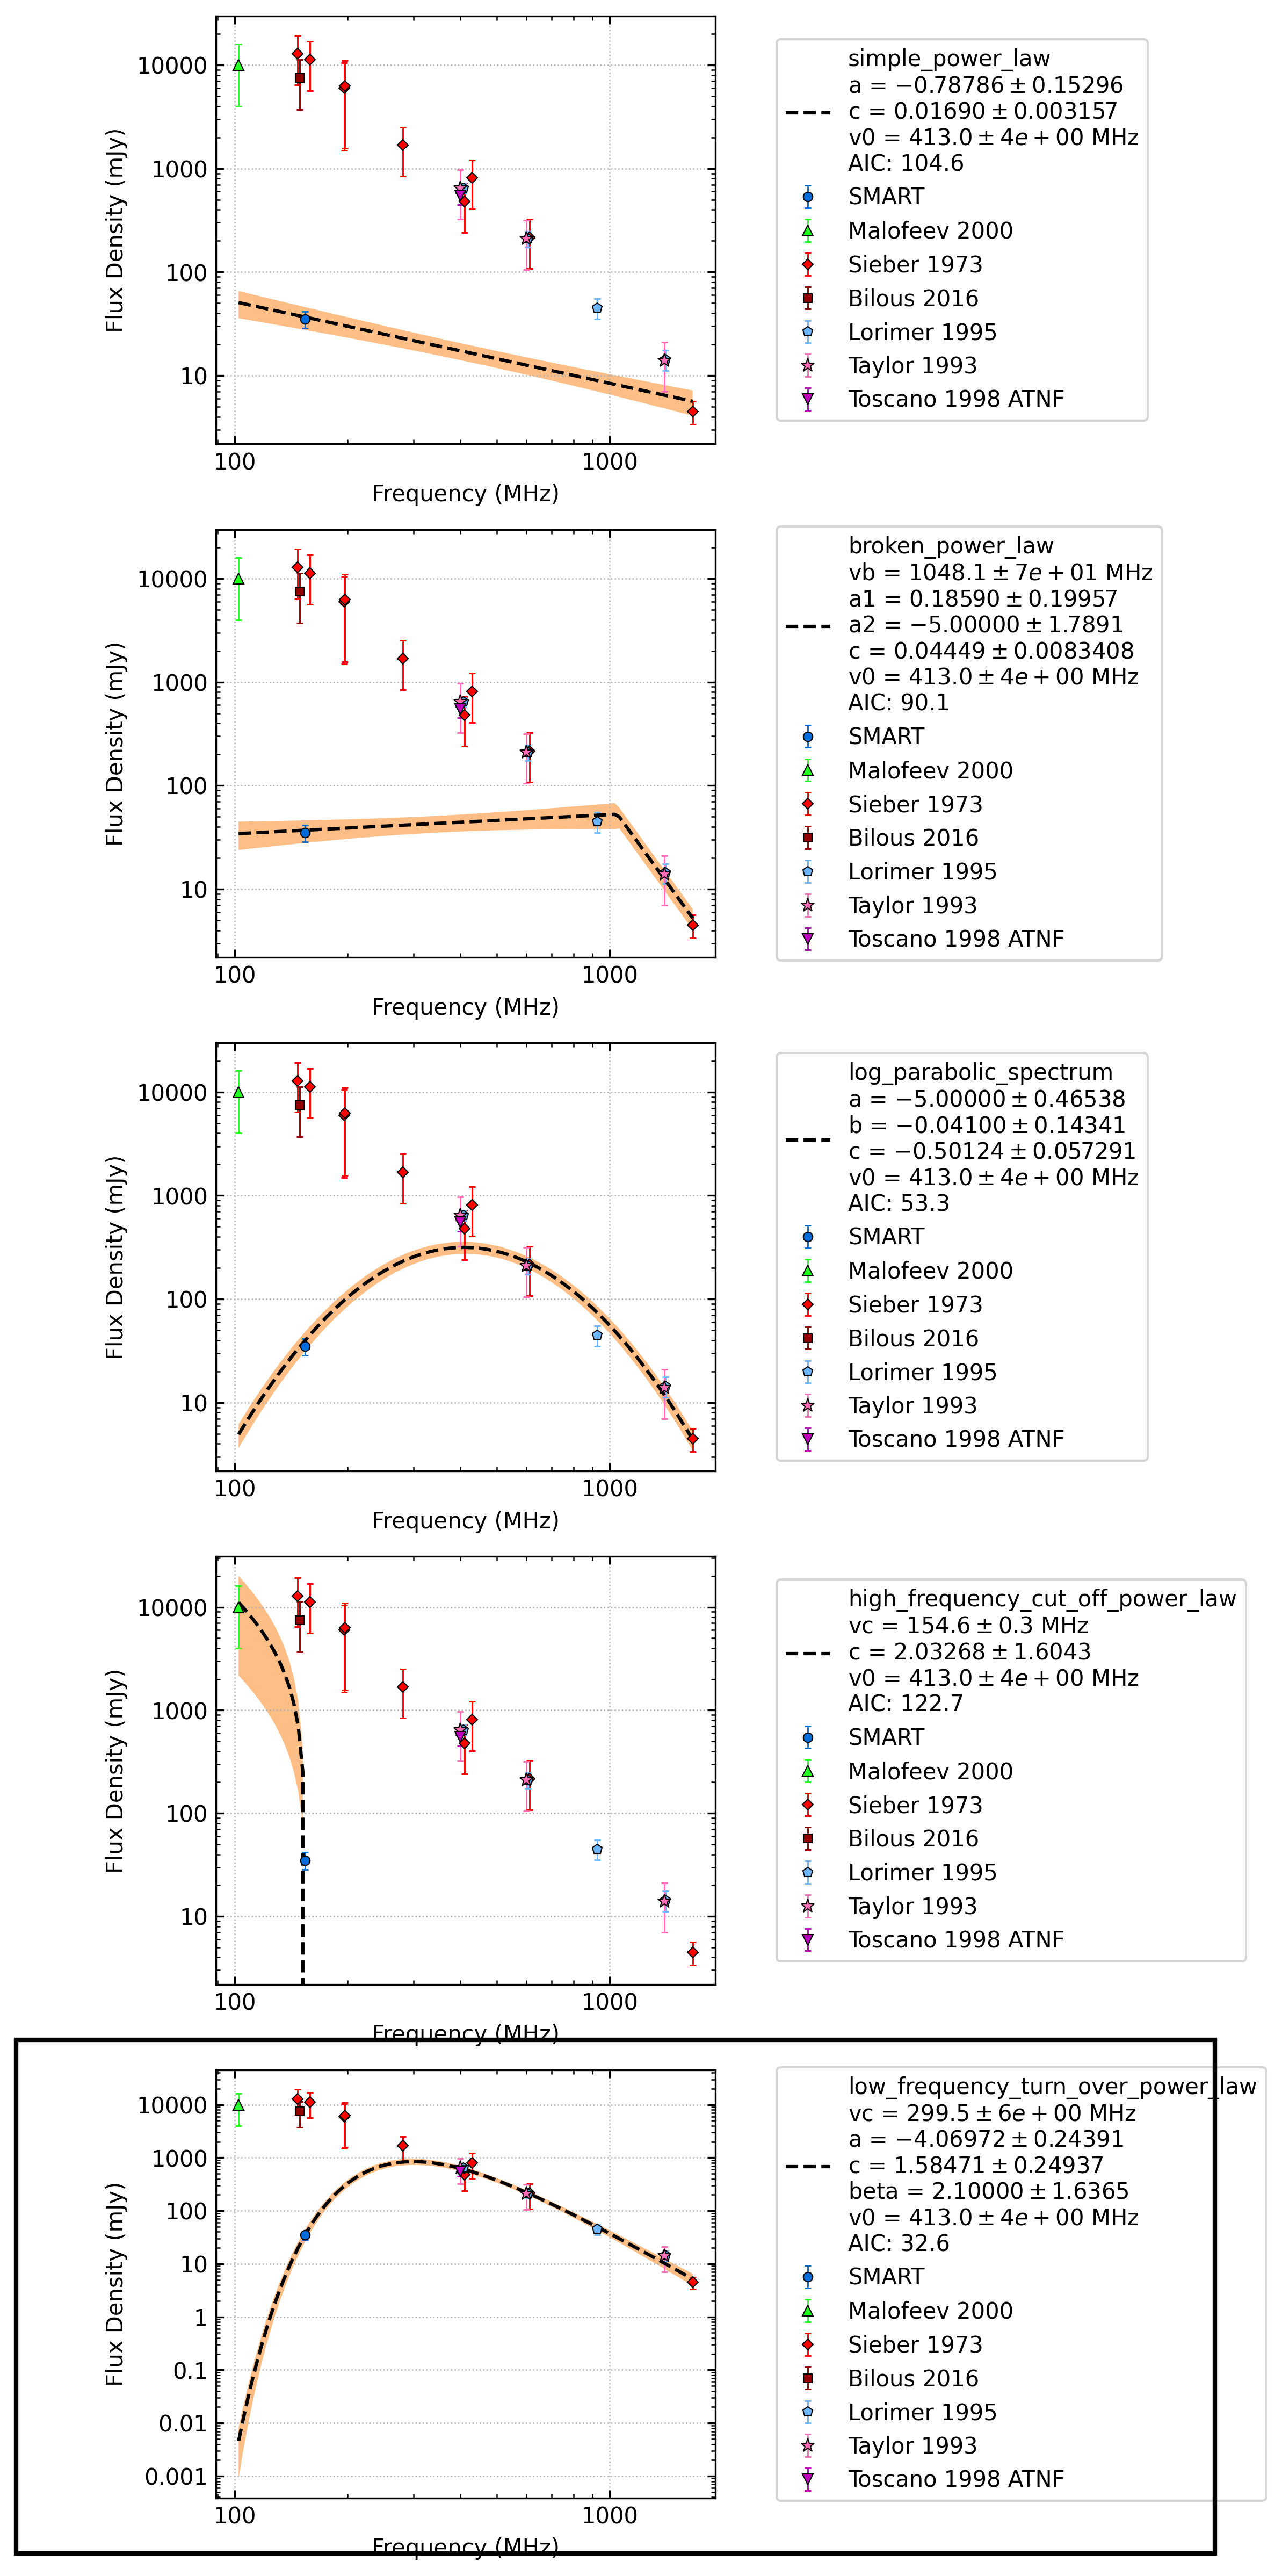 10000
1000
100
10
Flux Density (mJy)
100
1000
Frequency (MHz)
simple_power_law
a = −0.78786 ± 0.15296
c = 0.01690 ± 0.003157
v0 = 413.0 ± 4e + 00 MHz
AIC: 104.6
SMART
Malofeev 2000
Sieber 1973
Bilous 2016
Lorimer 1995
Taylor 1993
Toscano 1998 ATNF
10000
1000
100
10
Flux Density (mJy)
100
1000
Frequency (MHz)
broken_power_law
vb = 1048.1 ± 7e + 01 MHz
a1 = 0.18590 ± 0.19957
a2 = −5.00000 ± 1.7891
c = 0.04449 ± 0.0083408
v0 = 413.0 ± 4e + 00 MHz
AIC: 90.1
SMART
Malofeev 2000
Sieber 1973
Bilous 2016
Lorimer 1995
Taylor 1993
Toscano 1998 ATNF
10000
1000
100
10
Flux Density (mJy)
100
1000
Frequency (MHz)
log_parabolic_spectrum
a = −5.00000 ± 0.46538
b = −0.04100 ± 0.14341
c = −0.50124 ± 0.057291
v0 = 413.0 ± 4e + 00 MHz
AIC: 53.3
SMART
Malofeev 2000
Sieber 1973
Bilous 2016
Lorimer 1995
Taylor 1993
Toscano 1998 ATNF
10000
1000
100
10
Flux Density (mJy)
100
1000
Frequency (MHz)
high_frequency_cut_off_power_law
vc = 154.6 ± 0.3 MHz
c = 2.03268 ± 1.6043
v0 = 413.0 ± 4e + 00 MHz
AIC: 122.7
SMART
Malofeev 2000
Sieber 1973
Bilous 2016
Lorimer 1995
Taylor 1993
Toscano 1998 ATNF
10000
1000
100
10
1
0.1
0.01
0.001
Flux Density (mJy)
100
1000
Frequency (MHz)
low_frequency_turn_over_power_law
vc = 299.5 ± 6e + 00 MHz
a = −4.06972 ± 0.24391
c = 1.58471 ± 0.24937
beta = 2.10000 ± 1.6365
v0 = 413.0 ± 4e + 00 MHz
AIC: 32.6
SMART
Malofeev 2000
Sieber 1973
Bilous 2016
Lorimer 1995
Taylor 1993
Toscano 1998 ATNF